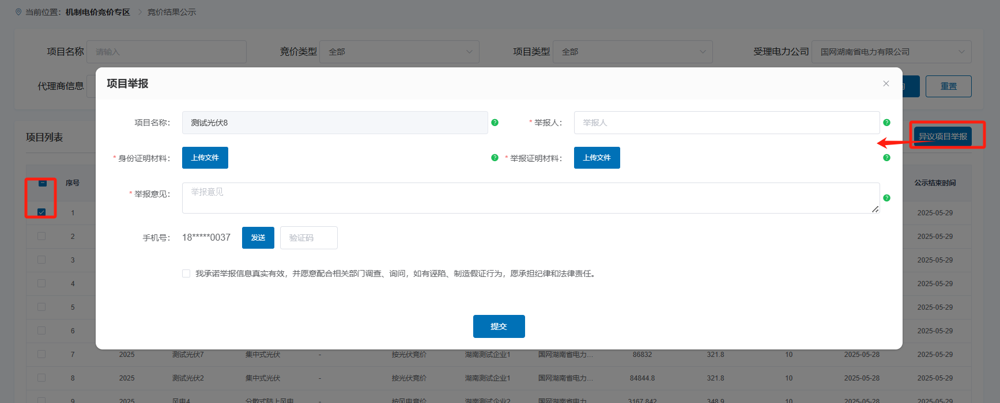 当前位置： 机制电价竞价专区 > 竞价结果公示
项目名称 请输入 竞价类型 全部 项目类型 全部 受理电力公司 国网湖南省电力有限公司
代理商信息 重置
项目举报
项目名称： 测试光伏8 * 举报人： 举报人
项目列表 异议项目举报
* 身份证明材料： 上传文件 * 举报证明材料： 上传文件
序号 公示结束时间
* 举报意见： 举报意见
1 2025-05-29
2 2025-05-29
手机号： 18*****0037 发送 验证码
3 2025-05-29
我承诺举报信息真实有效，并愿意配合相关部门调查、询问，如有诬陷、制造假证行为，愿承担纪律和法律责任。
4 2025-05-29
5 2025-05-29
提交
6 2025-05-29
7 2025 测试光伏7 集中式光伏 - 按光伏竞价 湖南测试企业1 国网湖南省电力... 86832 321.8 10 2025-05-28 2025-05-29
8 2025 测试光伏2 集中式光伏 - 按光伏竞价 湖南测试企业1 国网湖南省电力... 84844.8 321.8 10 2025-05-28 2025-05-29
9 2025 风电4 分散式陆上风电 - 按风电竞价 湖南测试企业2 国网湖南省电力... 3167.842 348.9 10 2025-05-28 2025-05-29